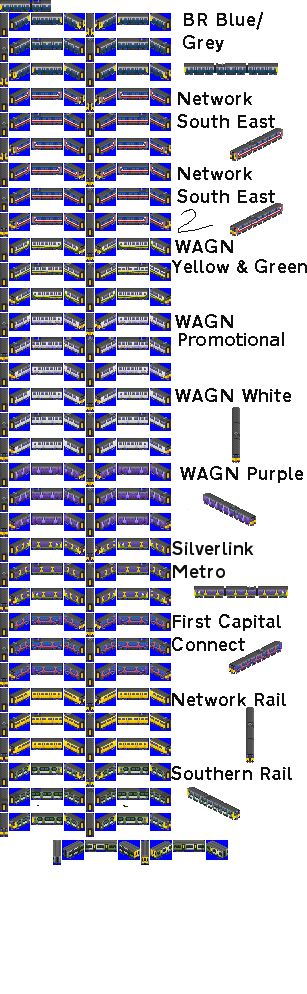 BR Blue/
Grey
Network
South East
Network
South East
2
WAGN
Yellow & Green
WAGN
Promotional
WAGN White
WAGN Purple
Silverlink
Metro
First Capital
Connect
Network Rail
Southern Rail